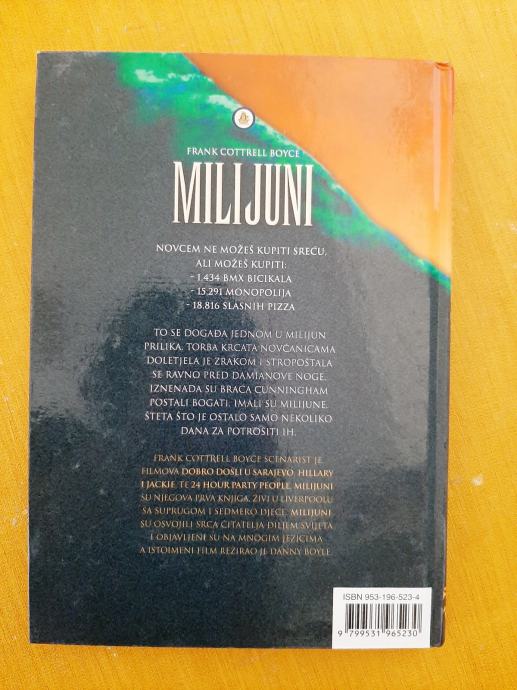 FRANK COTTRELL BOYCE
MILIJUNI
NOVCEM NE MOŽEŠ KUPITI SREĆU,
ALI MOŽEŠ KUPITI:
- 1.434 BMX BICIKALA
- 15.291 MONOPOLIJA
- 18.816 SLASNIH PIZZA
TO SE DOGAĐA JEDNOM U MILIJUN
PRILIKA. TORBA KRCATA NOVČANICAMA
DOLETJELA JE ZRAKOM I STROPOŠTALA
SE RAVNO PRED DAMIANOVE NOGE.
IZNENADA SU BRAĆA CUNNINGHAM
POSTALI BOGATI. IMALI SU MILIJUNE.
ŠTETA ŠTO JE OSTALO SAMO NEKOLIKO
DANA ZA POTROŠITI IH.
FRANK COTTRELL BOYCE SCENARIST JE
FILMOVA DOBRO DOŠLI U SARAJEVO, HILLARY
I JACKIE, TE 24 HOUR PARTY PEOPLE. MILIJUNI
SU NJEGOVA PRVA KNJIGA. ŽIVI U LIVERPOOLU
SA SUPRUGOM I SEDMERO DJECE. MILIJUNI
SU OSVOJILI SRCA ČITATELJA DILJEM SVIJETA
I OBJAVLJENI SU NA MNOGIM JEZICIMA
A ISTOIMENI FILM REŽIRAO JE DANNY BOYLE.
ISBN 953-196-523-4
9 799531 965230